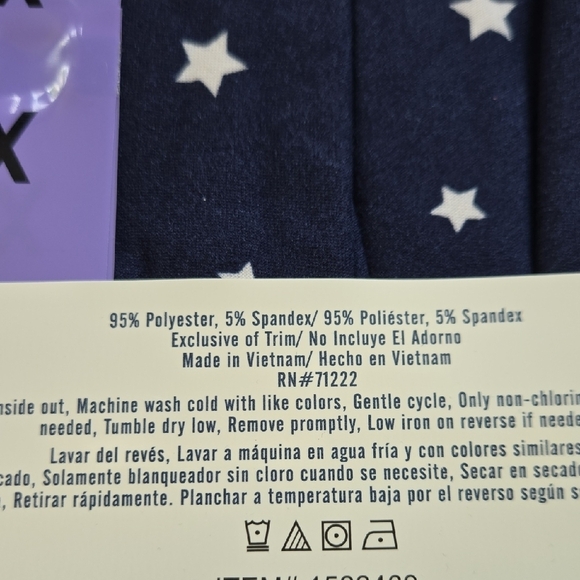 X
95% Polyester, 5% Spandex/ 95% Poliéster, 5% Spandex
Exclusive of Trim/ No Incluye El Adorno
Made in Vietnam/ Hecho en Vietnam
RN#71222
nside out, Machine wash cold with like colors, Gentle cycle, Only non-chlorin
needed, Tumble dry low, Remove promptly, Low iron on reverse if neede
Lavar del revés, Lavar a máquina en agua fría y con colores similares
cado, Solamente blanqueador sin cloro cuando se necesite, Secar en secado
, Retirar rápidamente. Planchar a temperatura baja por el reverso según s